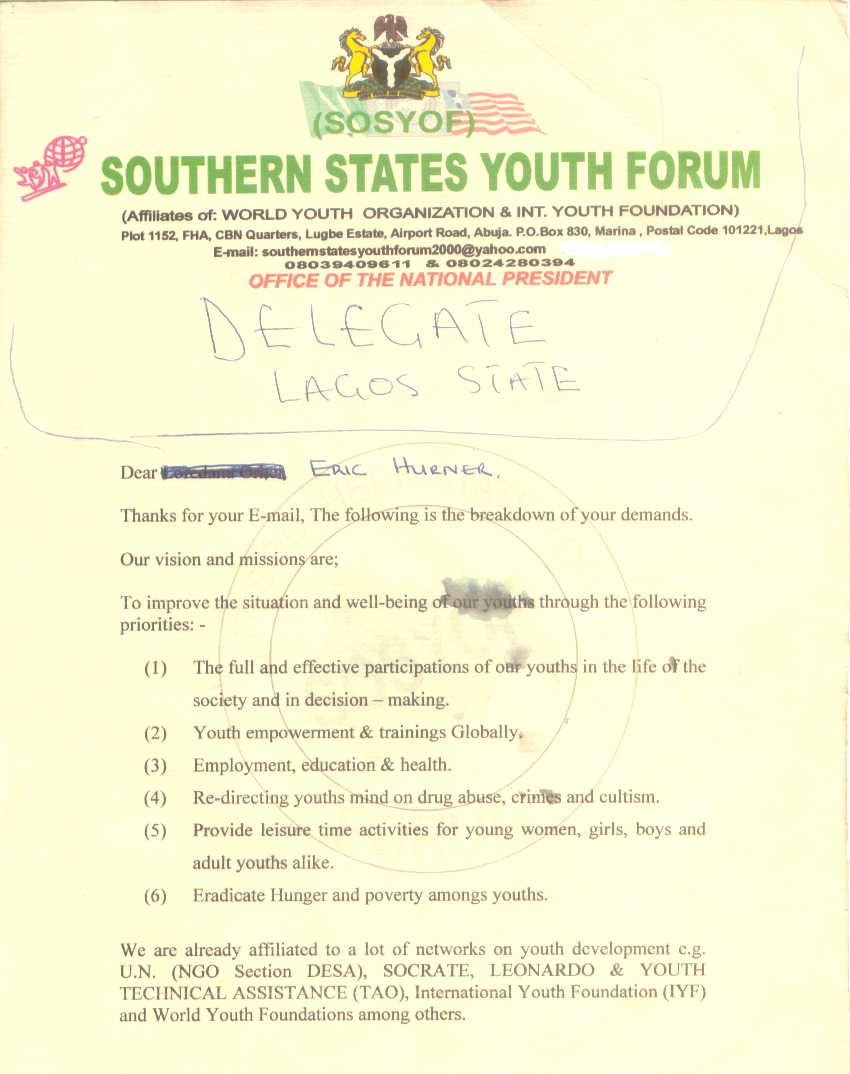 (SOSYOF)
SOUTHERN STATES YOUTH FORUM
(Affiliates of: WORLD YOUTH ORGANIZATION & INT. YOUTH FOUNDATION)
Plot 1152, FHA, CBN Quarters, Lugbe Estate, Airport Road, Abuja. P.O.Box 830, Marina , Postal Code 101221,Lagos
E-mail: southernstatesyouthforum2000@yahoo.com
08039409611 & 08024280394
OFFICE OF THE NATIONAL PRESIDENT
DELEGATE
LAGOS STATE
Dear ERIC HURNER.
Thanks for your E-mail, The following is the breakdown of your demands.
Our vision and missions are;
To improve the situation and well-being of our youths through the following
priorities: -
(1) The full and effective participations of our youths in the life of the
society and in decision – making.
(2) Youth empowerment & trainings Globally.
(3) Employment, education & health.
(4) Re-directing youths mind on drug abuse, crimes and cultism.
(5) Provide leisure time activities for young women, girls, boys and
adult youths alike.
(6) Eradicate Hunger and poverty amongs youths.
We are already affiliated to a lot of networks on youth development e.g.
U.N. (NGO Section DESA), SOCRATE, LEONARDO & YOUTH
TECHNICAL ASSISTANCE (TAO), International Youth Foundation (IYF)
and World Youth Foundations among others.